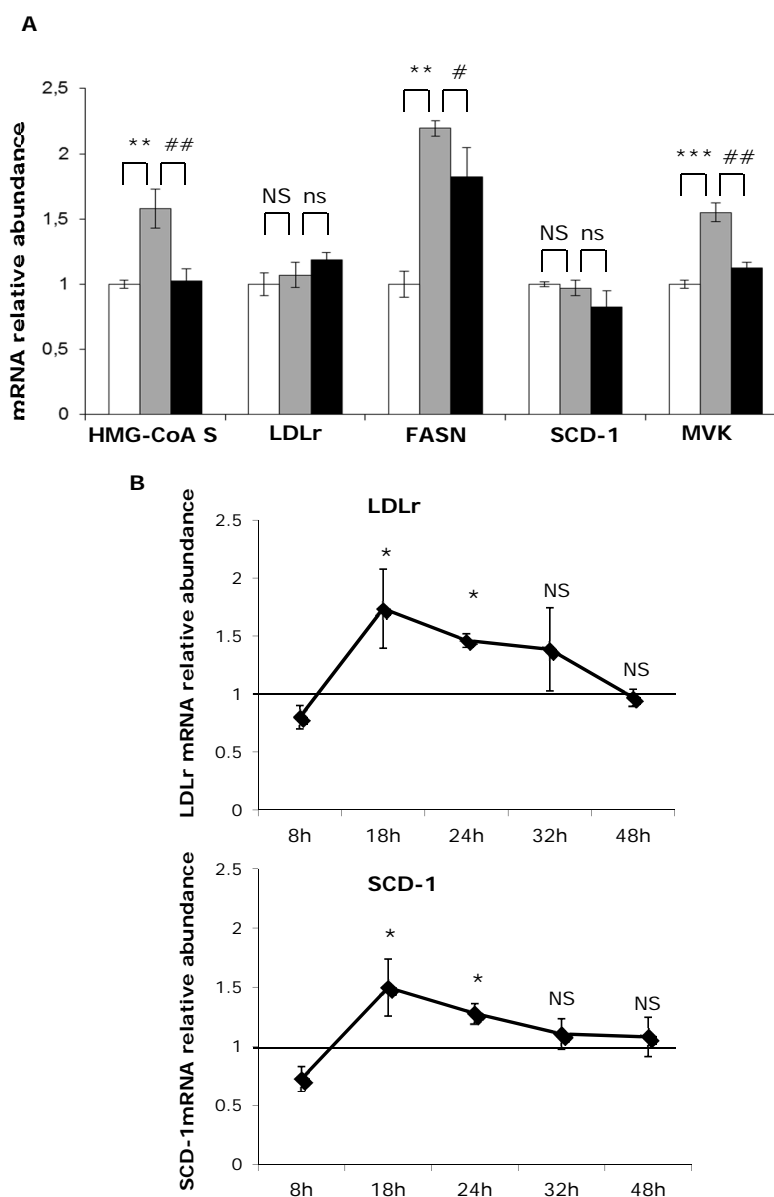 A
mRNA relative abundance
2,5
2
1,5
1
0,5
0
** ##
NS ns
** #
NS ns
*** ##
HMG-CoA S LDLr FASN SCD-1 MVK
B
LDLr
LDLr mRNA relative abundance
2.5
2
1.5
1
0.5
0
* * NS NS
8h 18h 24h 32h 48h
SCD-1
SCD-1mRNA relative abundance
2.5
2
1.5
1
0.5
0
* * NS NS
8h 18h 24h 32h 48h